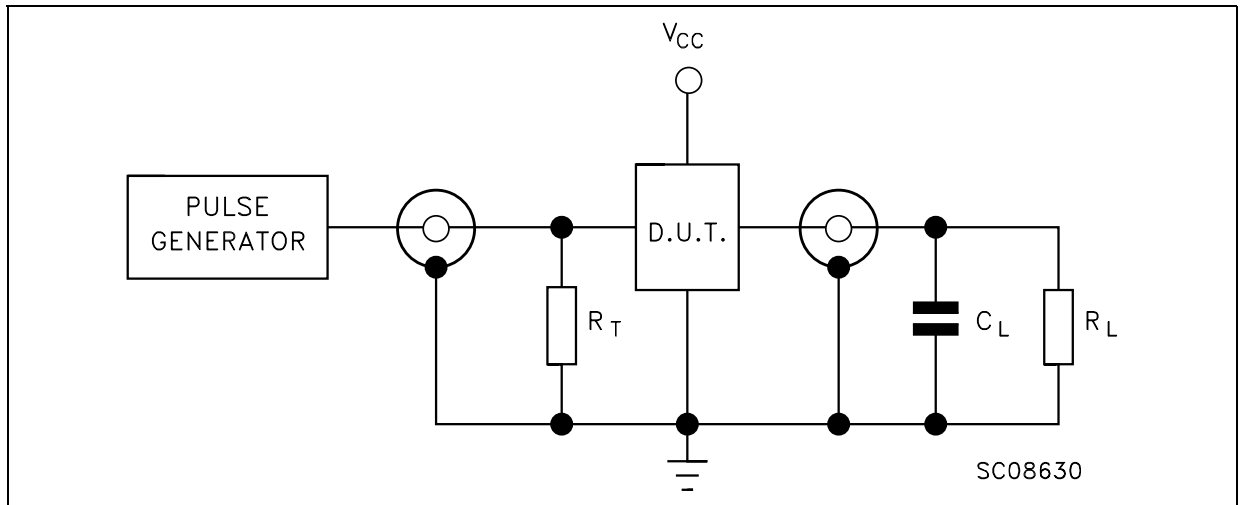 VCC
PULSE
GENERATOR
D.U.T.
RT
CL
RL
SC08630